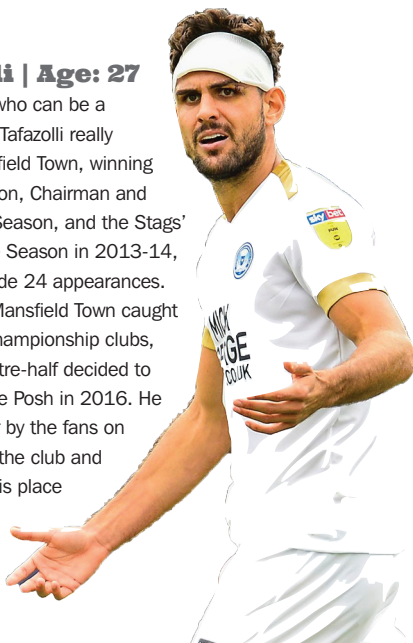 li | Age: 27
who can be a
Tafazolli really
field Town, winning
on, Chairman and
Season, and the Stags’
Season in 2013-14,
de 24 appearances.
Mansfield Town caught
hampionship clubs,
tre-half decided to
e Posh in 2016. He
by the fans on
the club and
is place
sky bet
MICK
GE
.CO.UK